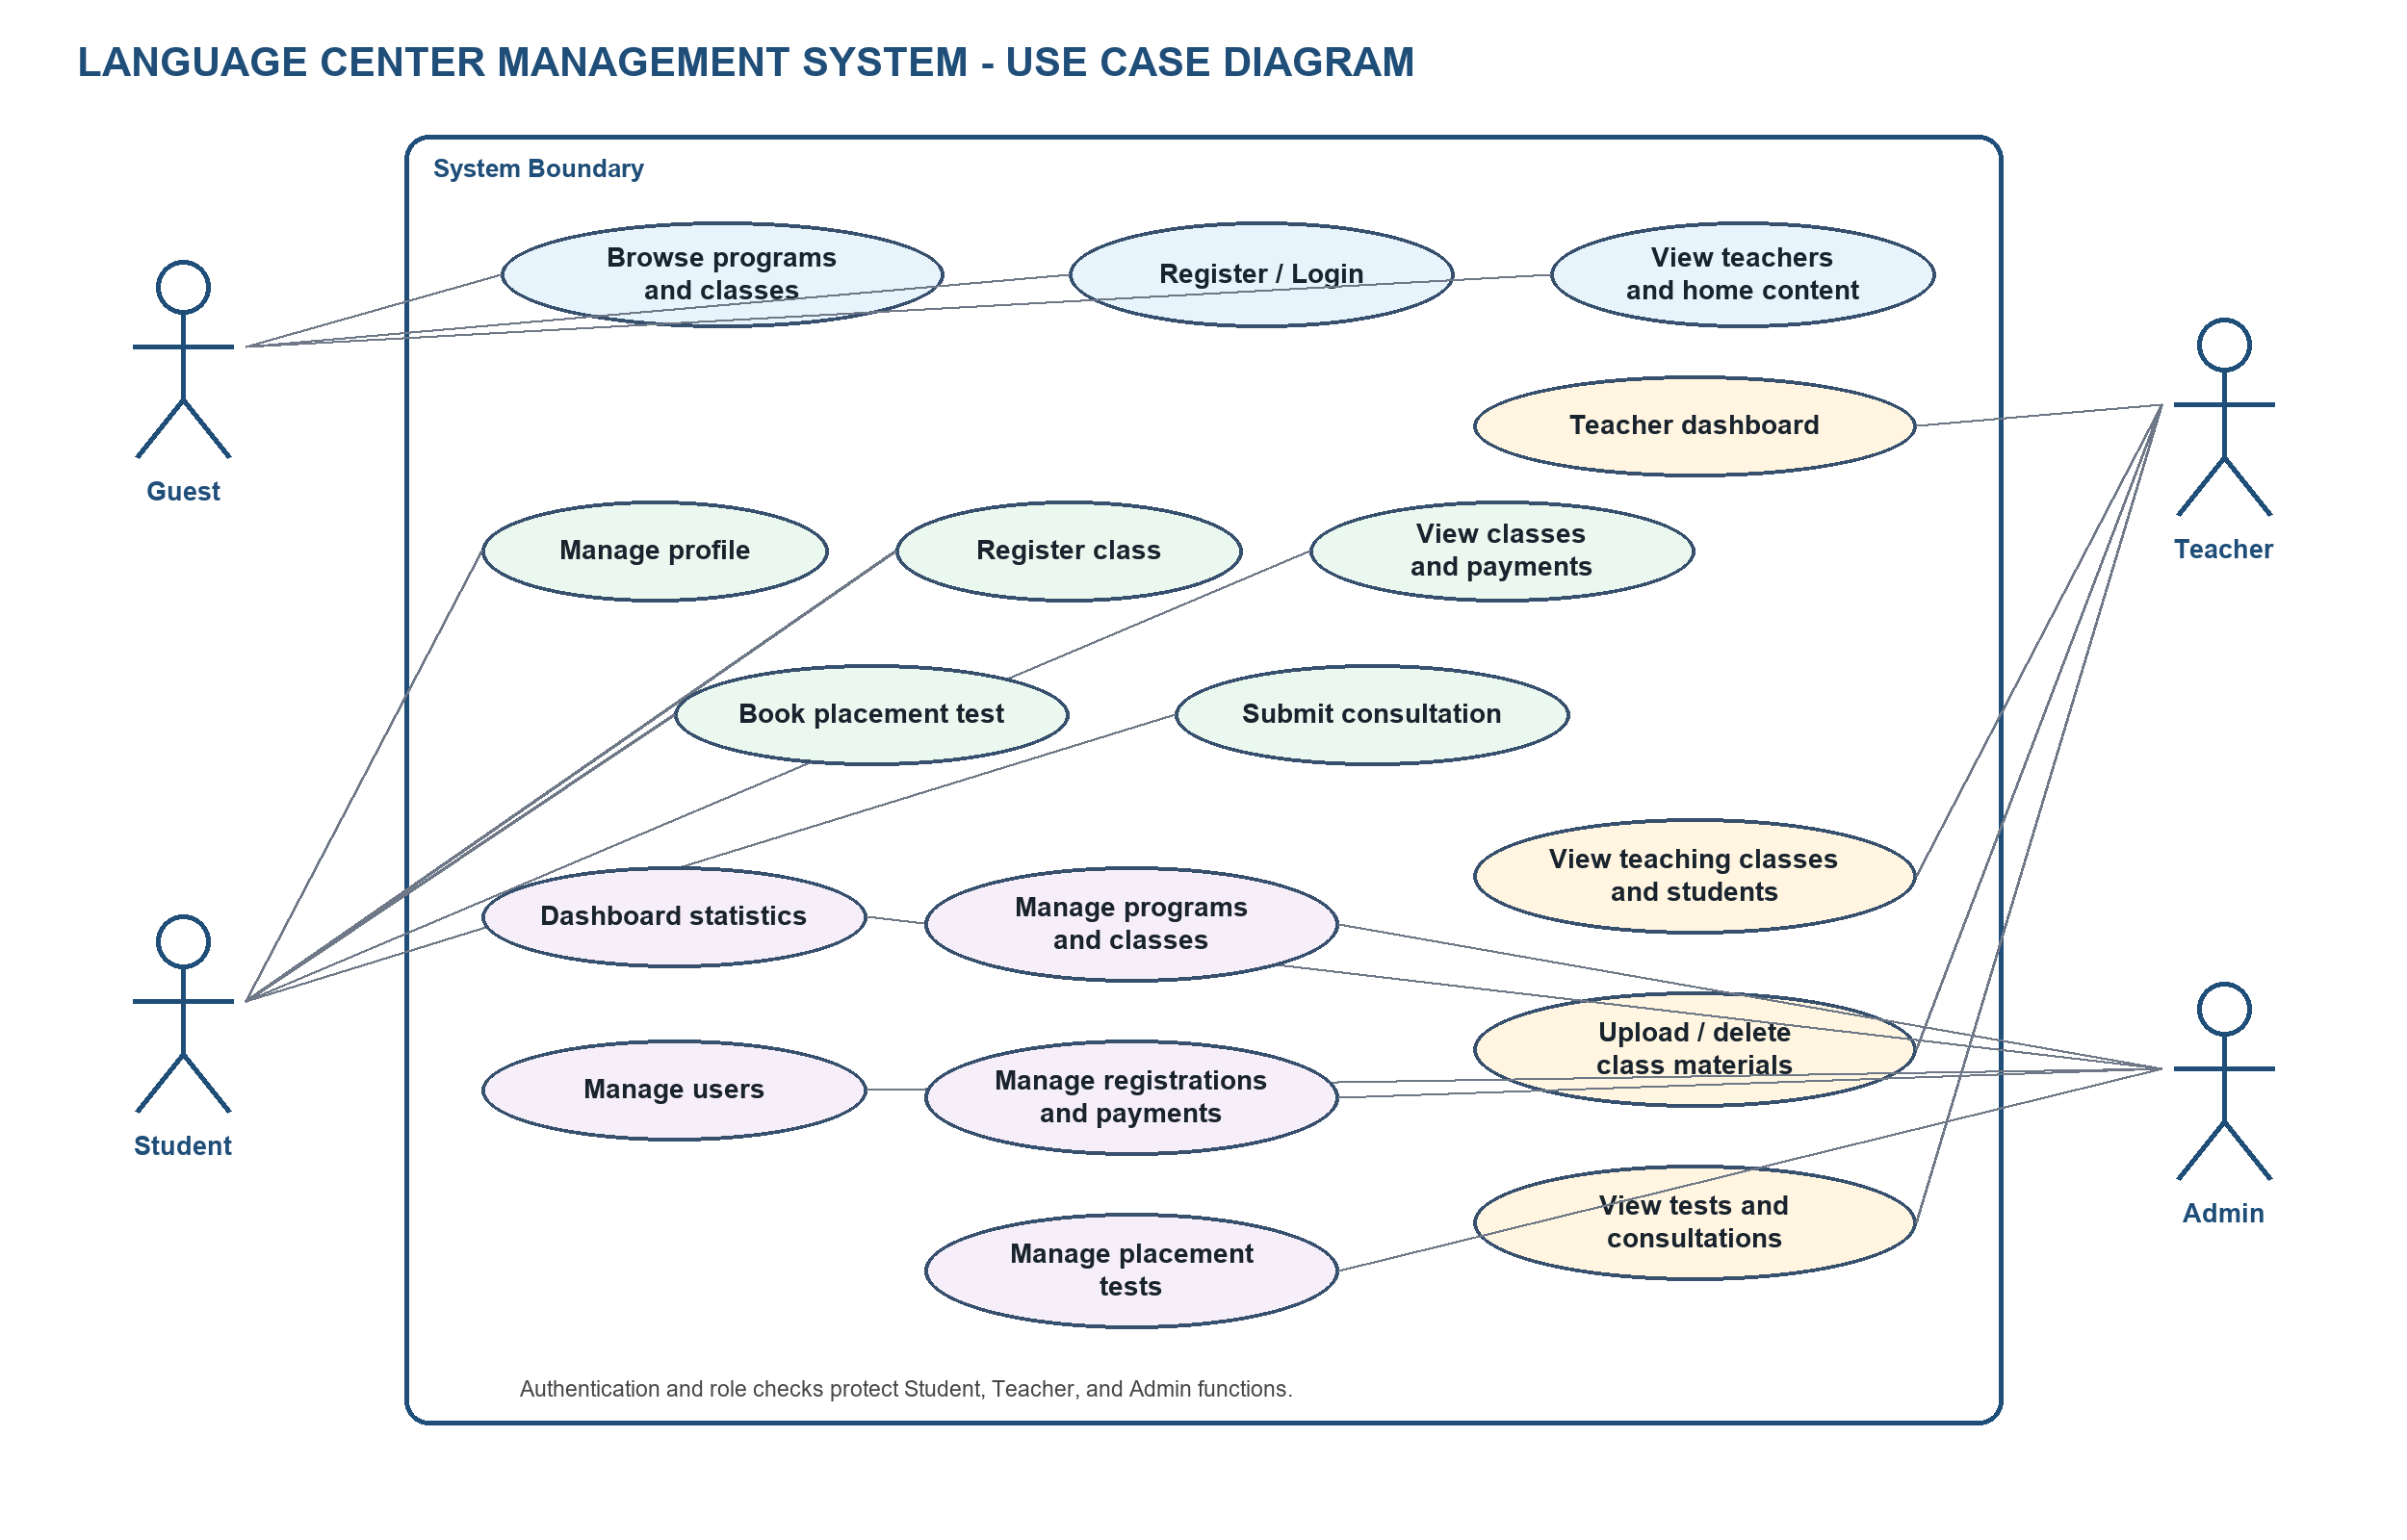 LANGUAGE CENTER MANAGEMENT SYSTEM - USE CASE DIAGRAM
System Boundary
Browse programs
and classes
Register / Login
View teachers
and home content
Teacher dashboard
Guest
Manage profile
Register class
View classes
and payments
Teacher
Book placement test
Submit consultation
View teaching classes
and students
Dashboard statistics
Manage programs
and classes
Upload / delete
class materials
Manage users
Manage registrations
and payments
Student
View tests and
consultations
Admin
Manage placement
tests
Authentication and role checks protect Student, Teacher, and Admin functions.